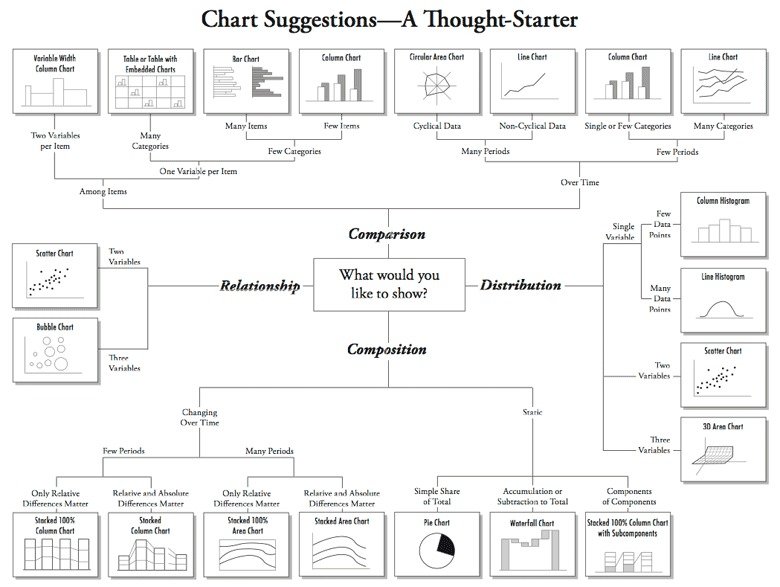 Chart Suggestions—A Thought-Starter
Variable Width
Column Chart
Table or Table with
Embedded Charts
Bar Chart
Column Chart
Circular Area Chart
Line Chart
Column Chart
Line Chart
Two Variables
per Item
Many
Categories
Many Items
Few Items
Cyclical Data
Non-Cyclical Data
Single or Few Categories
Many Categories
Few Categories
Many Periods
Few Periods
One Variable per Item
Among Items
Over Time
Comparison
Relationship
What would you
like to show?
Distribution
Composition
Scatter Chart
Two
Variables
Bubble Chart
Three
Variables
Single
Variable
Few
Data
Points
Column Histogram
Many
Data
Points
Line Histogram
Two
Variables
Scatter Chart
Three
Variables
3D Area Chart
Changing
Over Time
Static
Few Periods
Many Periods
Only Relative
Differences Matter
Relative and Absolute
Differences Matter
Only Relative
Differences Matter
Relative and Absolute
Differences Matter
Simple Share
of Total
Accumulation or
Subtraction to Total
Components
of Components
Stacked 100%
Column Chart
Stacked
Column Chart
Stacked 100%
Area Chart
Stacked Area Chart
Pie Chart
Waterfall Chart
Stacked 100% Column Chart
with Subcomponents